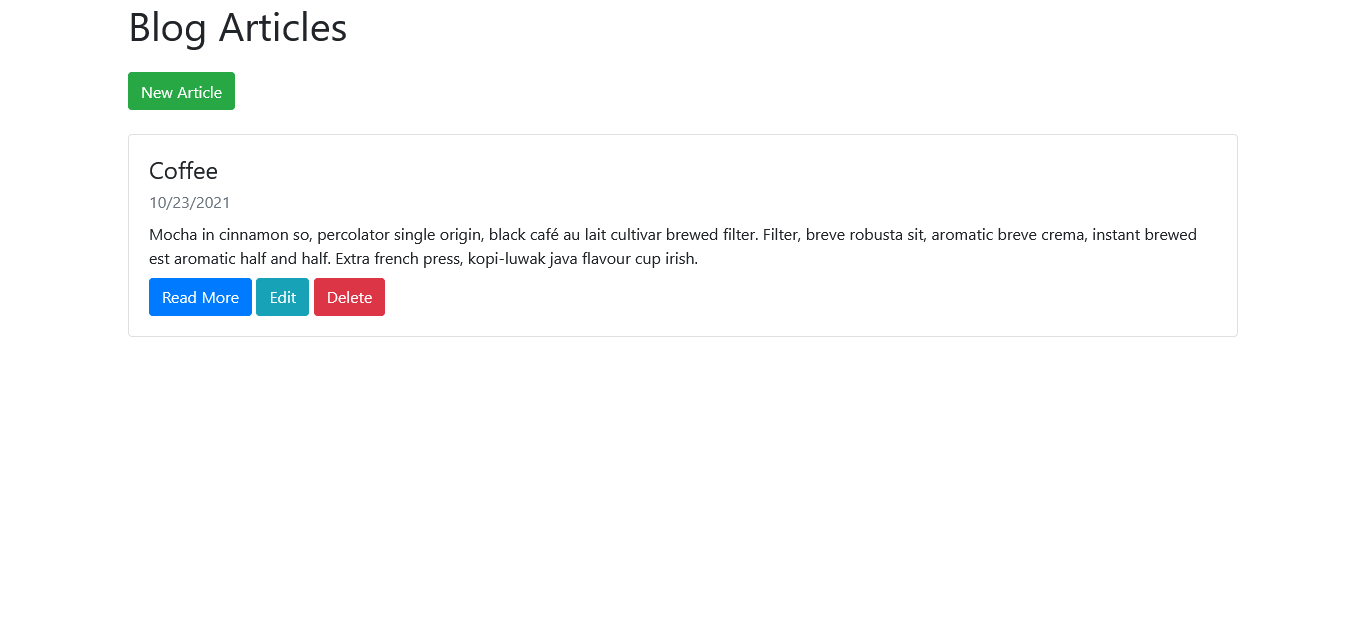 Blog Articles
New Article
Coffee
10/23/2021
Mocha in cinnamon so, percolator single origin, black café au lait cultivar brewed filter. Filter, breve robusta sit, aromatic breve crema, instant brewed
est aromatic half and half. Extra french press, kopi-luwak java flavour cup irish.
Read More Edit Delete